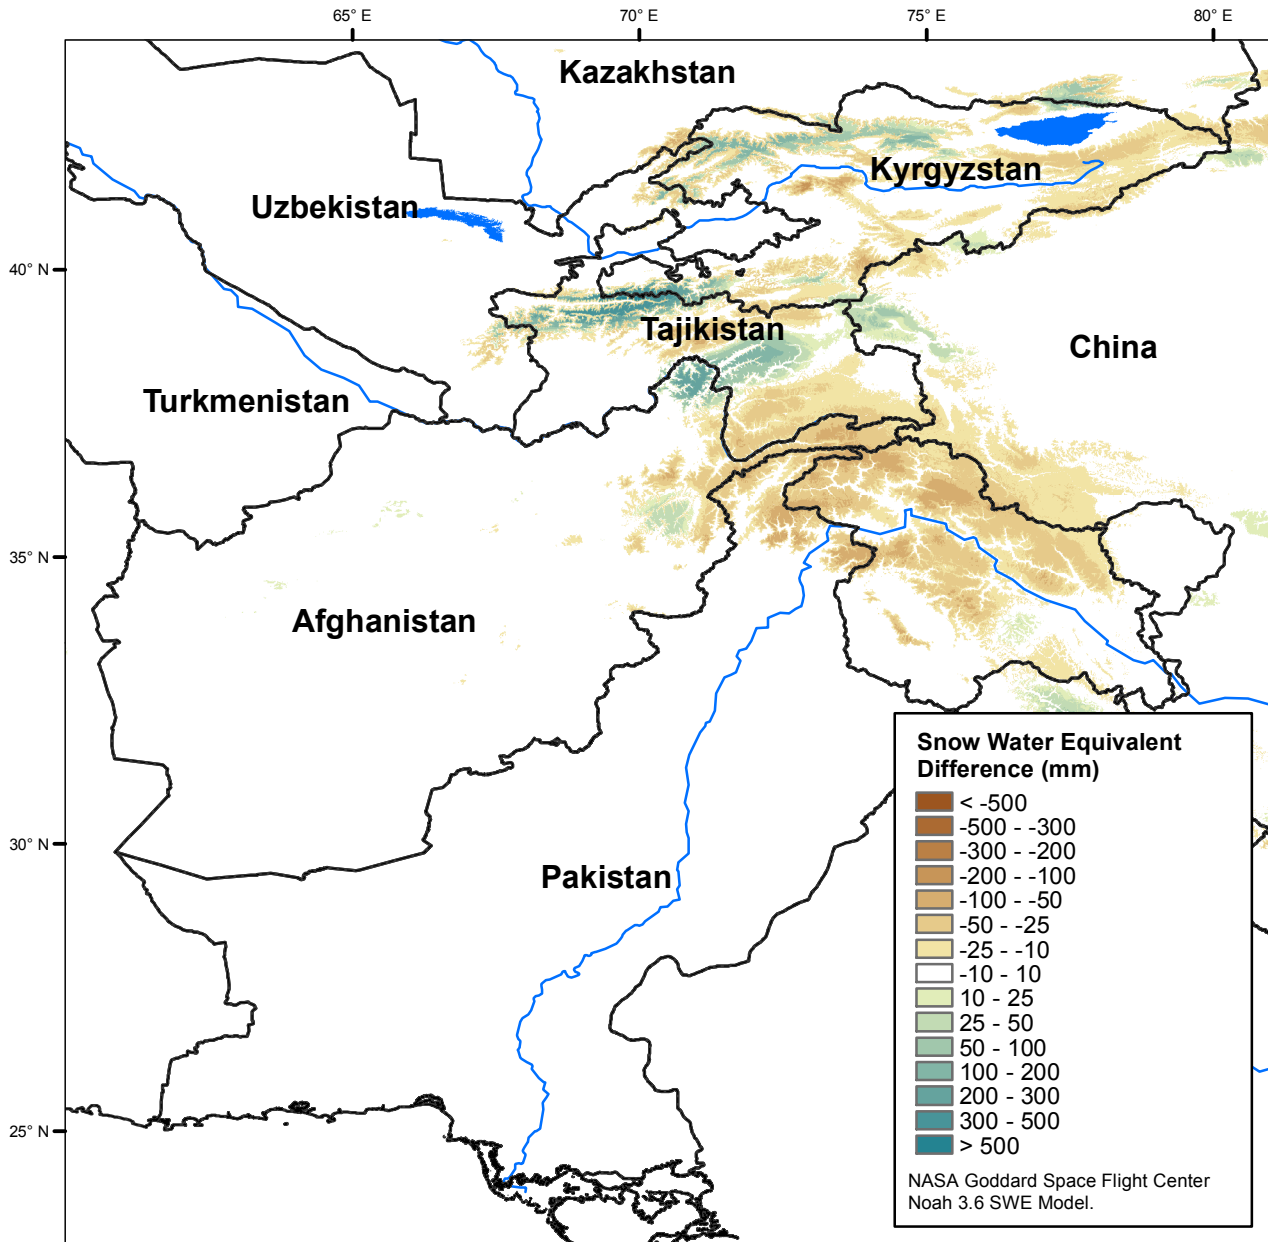 65° E
70° E
75° E
80° E
Kazakhstan
Kyrgyzstan
Uzbekistan
40° N
Tajikistan
China
Turkmenistan
35° N
Afghanistan
30° N
Pakistan
25° N
Snow Water Equivalent
Difference (mm)
< -500
-500 - -300
-300 - -200
-200 - -100
-100 - -50
-50 - -25
-25 - -10
-10 - 10
10 - 25
25 - 50
50 - 100
100 - 200
200 - 300
300 - 500
> 500
NASA Goddard Space Flight Center
Noah 3.6 SWE Model.